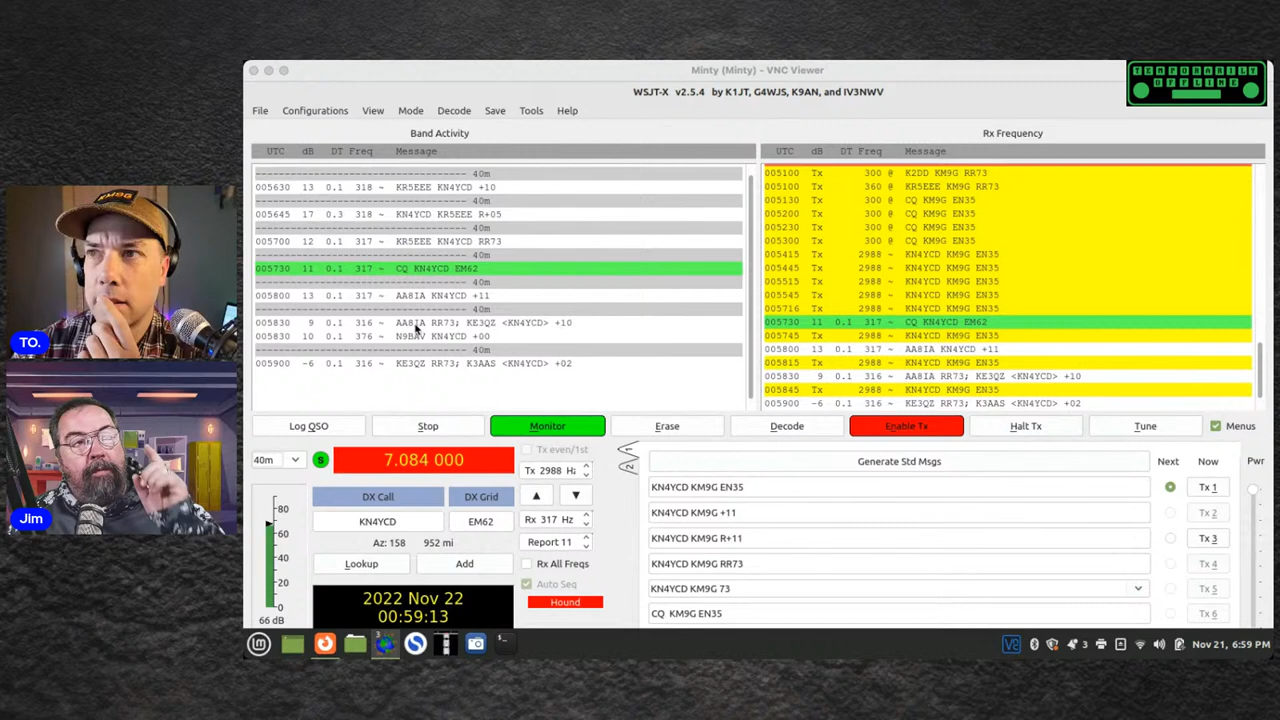 Minty (Minty) - VNC Viewer
TEMPORARILY
OFFLINE
WSJT-X v2.5.4 by K1JT, G4WJS, K9AN, and IV3NWV
File Configurations View Mode Decode Save Tools Help
Band Activity
UTC dB DT Freq Message
40m
005630 13 0.1 318 ~ KR5EEE KN4YCD +10
40m
005645 17 0.3 318 ~ KN4YCD KR5EEE R+05
40m
005700 12 0.1 317 ~ KR5EEE KN4YCD RR73
40m
005730 11 0.1 317 ~ CQ KN4YCD EM62
40m
005800 13 0.1 317 ~ AA8IA KN4YCD +11
40m
005830 9 0.1 316 ~ AA8IA RR73; KE3QZ <KN4YCD> +10
005830 10 0.1 376 ~ N9BAV KN4YCD +00
40m
005900 -6 0.1 316 ~ KE3QZ RR73; K3AAS <KN4YCD> +02
Rx Frequency
UTC dB DT Freq Message
005100 Tx 300 @ K2DD KM9G RR73
005100 Tx 360 @ KR5EEE KM9G RR73
005130 Tx 300 @ CQ KM9G EN35
005200 Tx 300 @ CQ KM9G EN35
005230 Tx 300 @ CQ KM9G EN35
005300 Tx 300 @ CQ KM9G EN35
005415 Tx 2988 ~ KN4YCD KM9G EN35
005445 Tx 2988 ~ KN4YCD KM9G EN35
005515 Tx 2988 ~ KN4YCD KM9G EN35
005545 Tx 2988 ~ KN4YCD KM9G EN35
005716 Tx 2988 ~ KN4YCD KM9G EN35
005730 11 0.1 317 ~ CQ KN4YCD EM62
005745 Tx 2988 ~ KN4YCD KM9G EN35
005800 13 0.1 317 ~ AA8IA KN4YCD +11
005815 Tx 2988 ~ KN4YCD KM9G EN35
005830 9 0.1 316 ~ AA8IA RR73; KE3QZ <KN4YCD> +10
005845 Tx 2988 ~ KN4YCD KM9G EN35
005900 -6 0.1 316 ~ KE3QZ RR73; K3AAS <KN4YCD> +02
KM9G
TO.
Jim
Log QSO Stop Monitor Erase Decode Enable Tx Halt Tx Tune Menus
40m S 7.084 000
Tx even/1st
Tx 2988 Hz
DX Call DX Grid
KN4YCD EM62
Rx 317 Hz
Az: 158 952 mi
Report 11
Lookup Add
Rx All Freqs
Auto Seq
Hound
2022 Nov 22
00:59:13
80
60
40
20
0
66 dB
1
2
Generate Std Msgs Next Now Pwr
KN4YCD KM9G EN35 Tx 1
KN4YCD KM9G +11 Tx 2
KN4YCD KM9G R+11 Tx 3
KN4YCD KM9G RR73 Tx 4
KN4YCD KM9G 73 Tx 5
CQ KM9G EN35 Tx 6
3
3 Nov 21, 6:59 PM